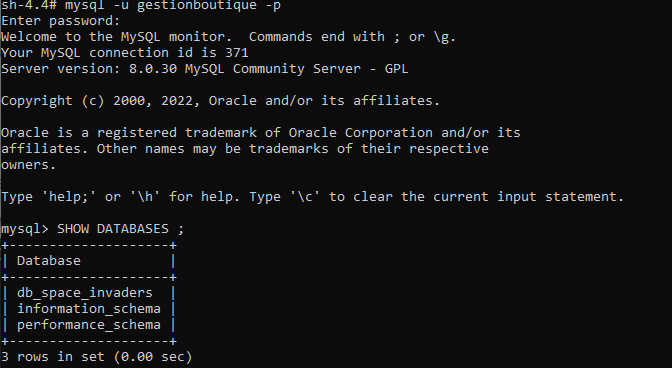 sh-4.4# mysql -u gestionboutique -p
Enter password:
Welcome to the MySQL monitor.  Commands end with ; or \g.
Your MySQL connection id is 371
Server version: 8.0.30 MySQL Community Server - GPL

Copyright (c) 2000, 2022, Oracle and/or its affiliates.

Oracle is a registered trademark of Oracle Corporation and/or its
affiliates. Other names may be trademarks of their respective
owners.

Type 'help;' or '\h' for help. Type '\c' to clear the current input statement.

mysql> SHOW DATABASES ;
+--------------------+
| Database           |
+--------------------+
| db_space_invaders  |
| information_schema |
| performance_schema |
+--------------------+
3 rows in set (0.00 sec)